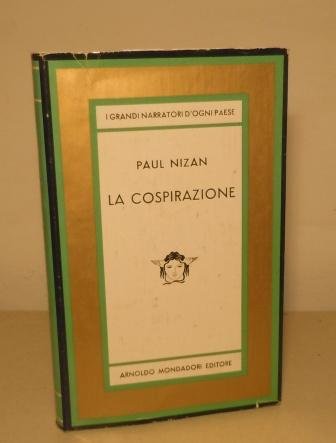 I GRANDI NARRATORI D'OGNI PAESE
PAUL NIZAN
LA COSPIRAZIONE
ARNOLDO MONDADORI EDITORE